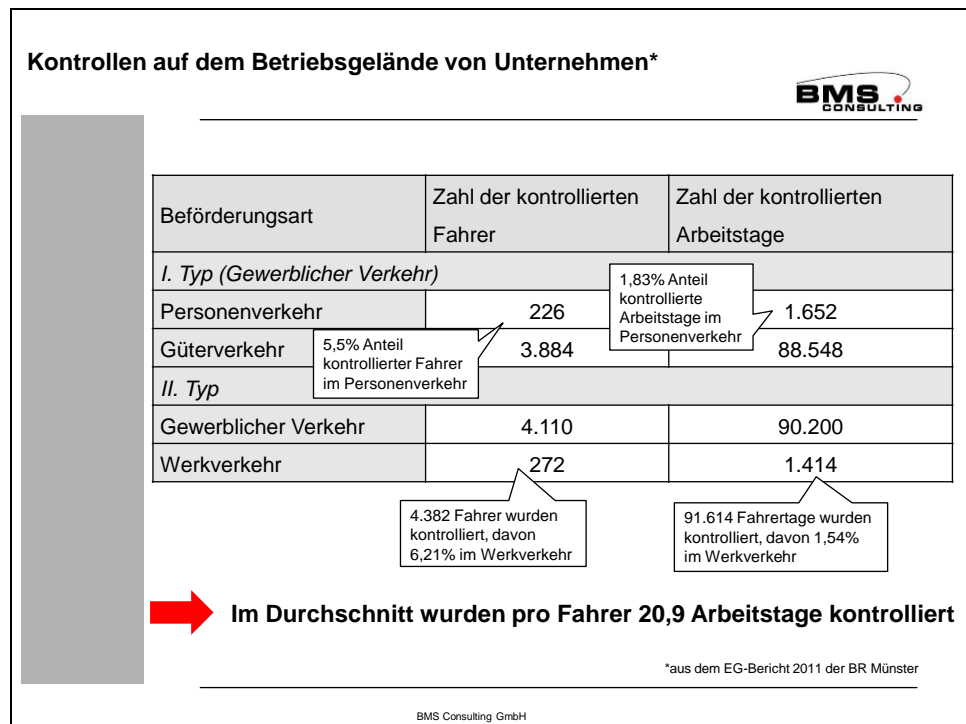 Kontrollen auf dem Betriebsgelände von Unternehmen*
BMS
CONSULTING
Beförderungsart
Zahl der kontrollierten
Fahrer
Zahl der kontrollierten
Arbeitstage
I. Typ (Gewerblicher Verkehr)
1,83% Anteil
kontrollierte
Arbeitstage im
Personenverkehr
Personenverkehr
226
1.652
5,5% Anteil
kontrollierter Fahrer
im Personenverkehr
Güterverkehr
3.884
88.548
II. Typ
Gewerblicher Verkehr
4.110
90.200
Werkverkehr
272
1.414
4.382 Fahrer wurden
kontrolliert, davon
6,21% im Werkverkehr
91.614 Fahrertage wurden
kontrolliert, davon 1,54%
im Werkverkehr
Im Durchschnitt wurden pro Fahrer 20,9 Arbeitstage kontrolliert
*aus dem EG-Bericht 2011 der BR Münster
BMS Consulting GmbH